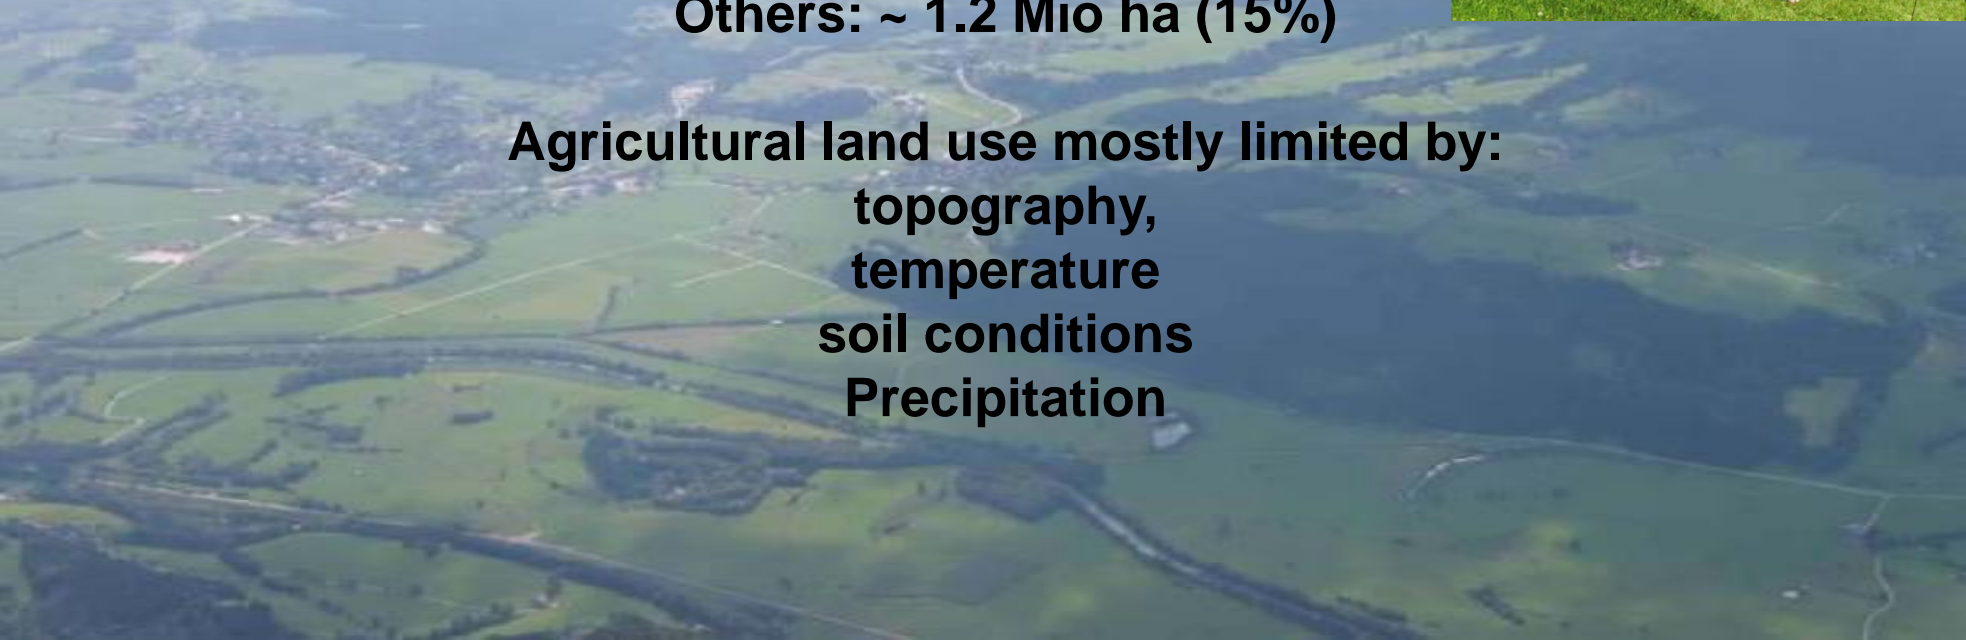 Others: ~ 1.2 Mio ha (15%)
Agricultural land use mostly limited by:
topography,
temperature
soil conditions
Precipitation